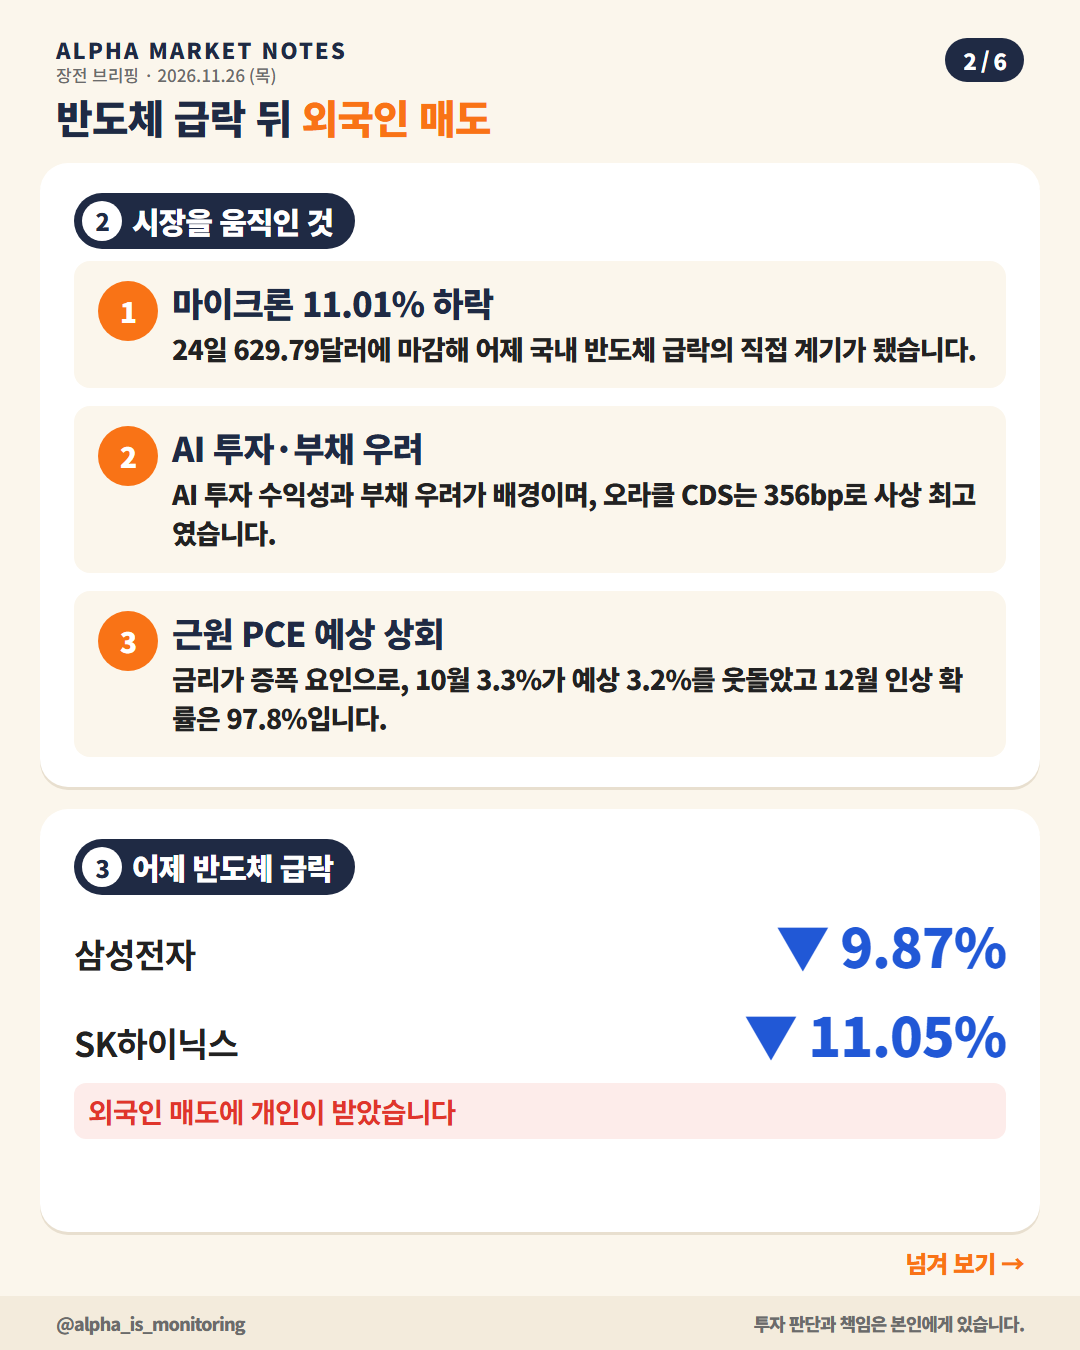 ALPHA MARKET NOTES
장전 브리핑 · 2026.11.26 (목)
2/6
반도체 급락 뒤 외국인 매도
2 시장을 움직인 것
1 마이크론 11.01% 하락
24일 629.79달러에 마감해 어제 국내 반도체 급락의 직접 계기가 됐습니다.
2 AI 투자·부채 우려
AI 투자 수익성과 부채 우려가 배경이며, 오라클 CDS는 356bp로 사상 최고
였습니다.
3 근원 PCE 예상 상회
금리가 증폭 요인으로, 10월 3.3%가 예상 3.2%를 웃돌았고 12월 인상 확
률은 97.8%입니다.
3 어제 반도체 급락
삼성전자 ▼ 9.87%
SK하이닉스 ▼ 11.05%
외국인 매도에 개인이 받았습니다
넘겨 보기 →
@alpha_is_monitoring
투자 판단과 책임은 본인에게 있습니다.